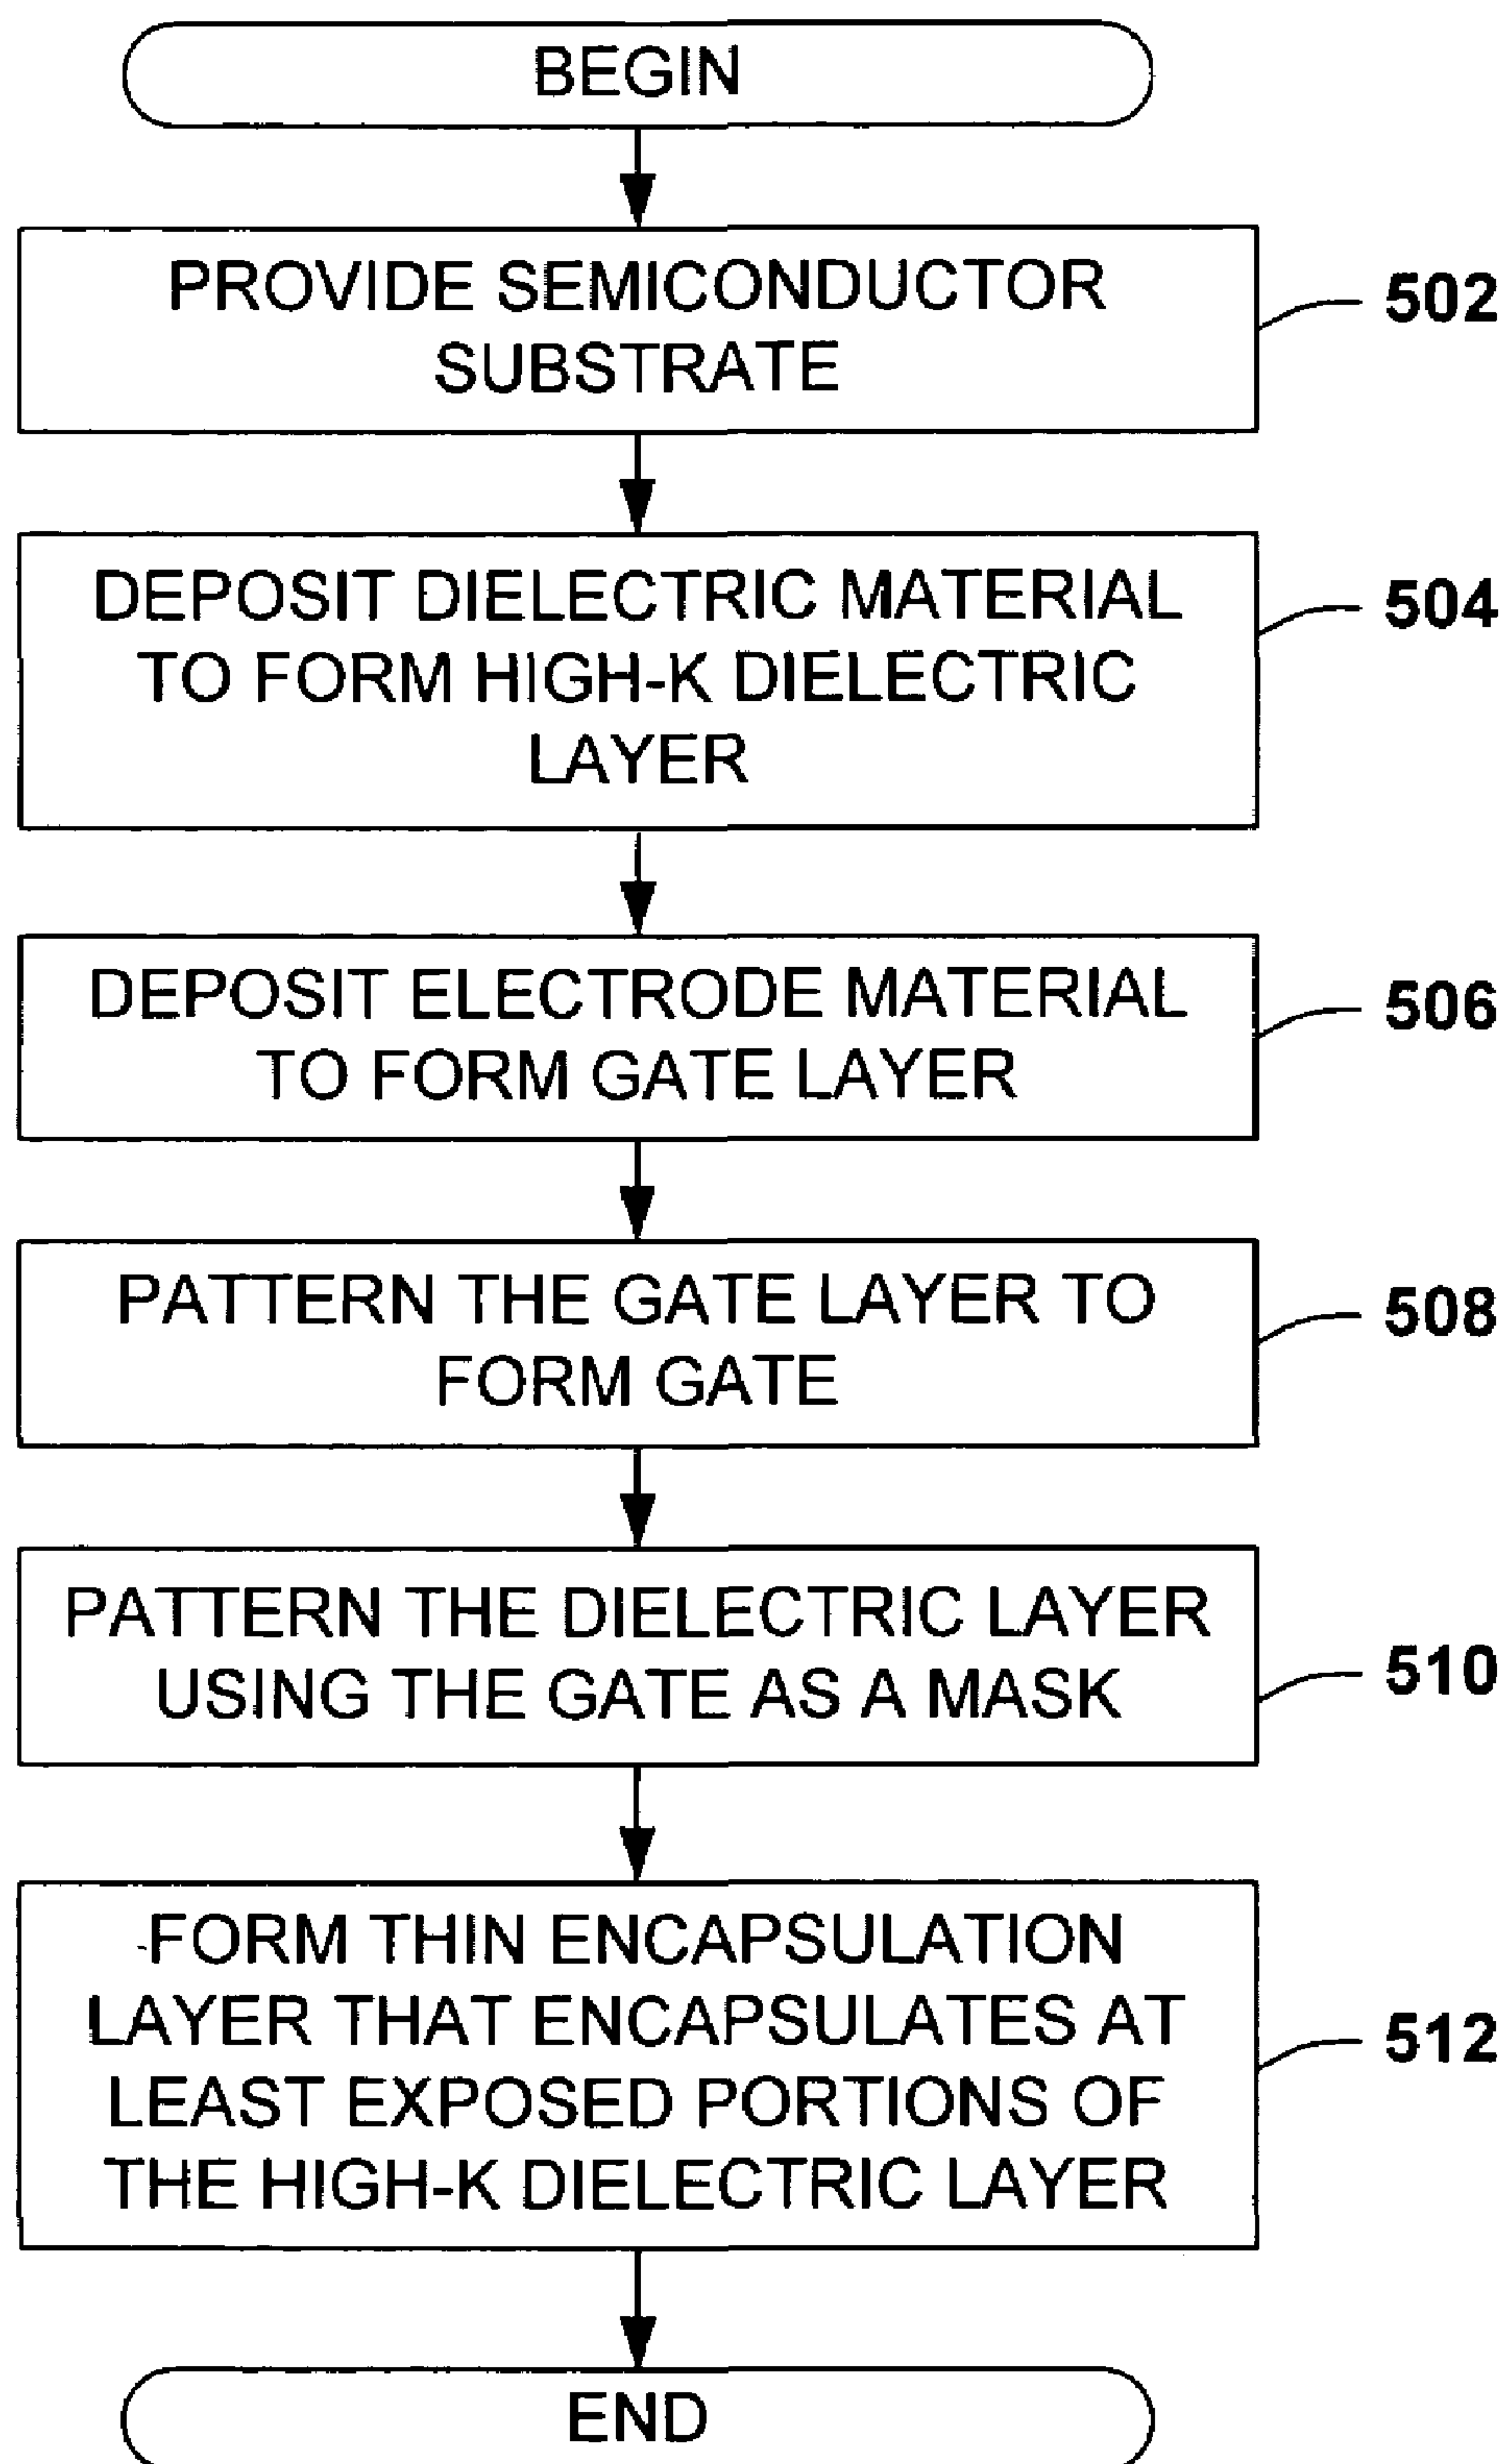 BEGIN
PROVIDE SEMICONDUCTOR
SUBSTRATE
502
DEPOSIT DIELECTRIC MATERIAL
TO FORM HIGH-K DIELECTRIC
LAYER
504
DEPOSIT ELECTRODE MATERIAL
TO FORM GATE LAYER
506
PATTERN THE GATE LAYER TO
FORM GATE
508
PATTERN THE DIELECTRIC LAYER
USING THE GATE AS A MASK
510
FORM THIN ENCAPSULATION
LAYER THAT ENCAPSULATES AT
LEAST EXPOSED PORTIONS OF
THE HIGH-K DIELECTRIC LAYER
512
END